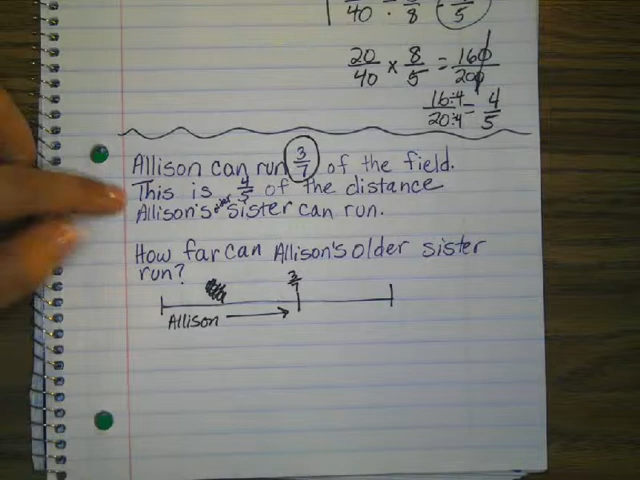 40 : 8 5
20/40 × 8/5 = 160/200
16÷4/20÷4 = 4/5
Allison can run 3/7 of the field.
This is 4/5 of the distance
Allison's older sister can run.
How far can Allison's older sister
run?
3/7
Allison